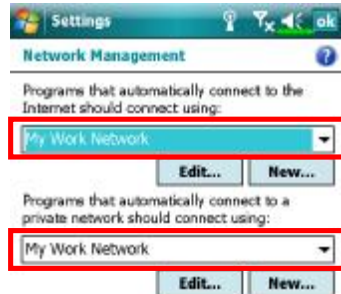 Settings
ok
Network Management
?
Programs that automatically connect to the
Internet should connect using:
My Work Network
Edit... New...
Programs that automatically connect to a
private network should connect using:
My Work Network
Edit... New...